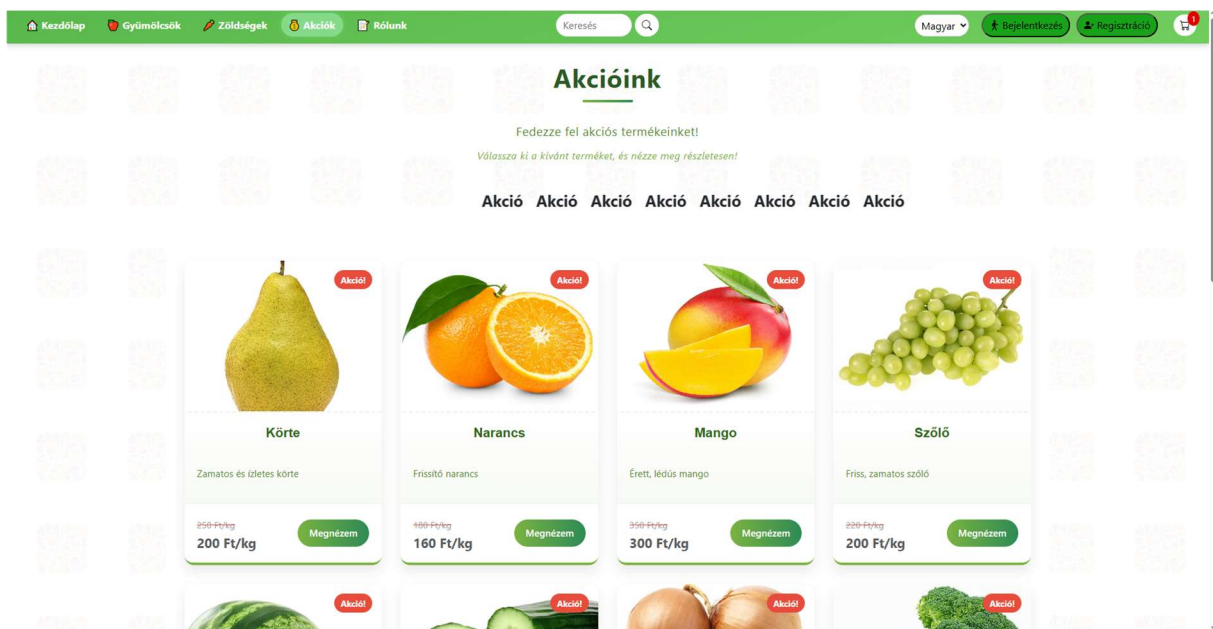 Kezdőlap Gyümölcsök Zöldségek Akciók Rólunk Keresés Magyar Bejelentkezés Regisztráció 1
Akcióink
Fedezze fel akciós termékeinket!
Válassza ki a kívánt terméket, és nézze meg részletesen!
Akció Akció Akció Akció Akció Akció Akció Akció
Akció! Akció! Akció! Akció!
Körte Narancs Mango Szőlő
Zamatos és ízletes körte Frissítő narancs Érett, lédús mango Friss, zamatos szőlő
250 Ft/kg 180 Ft/kg 350 Ft/kg 220 Ft/kg
200 Ft/kg Megnézem 160 Ft/kg Megnézem 300 Ft/kg Megnézem 200 Ft/kg Megnézem
Akció! Akció! Akció! Akció!